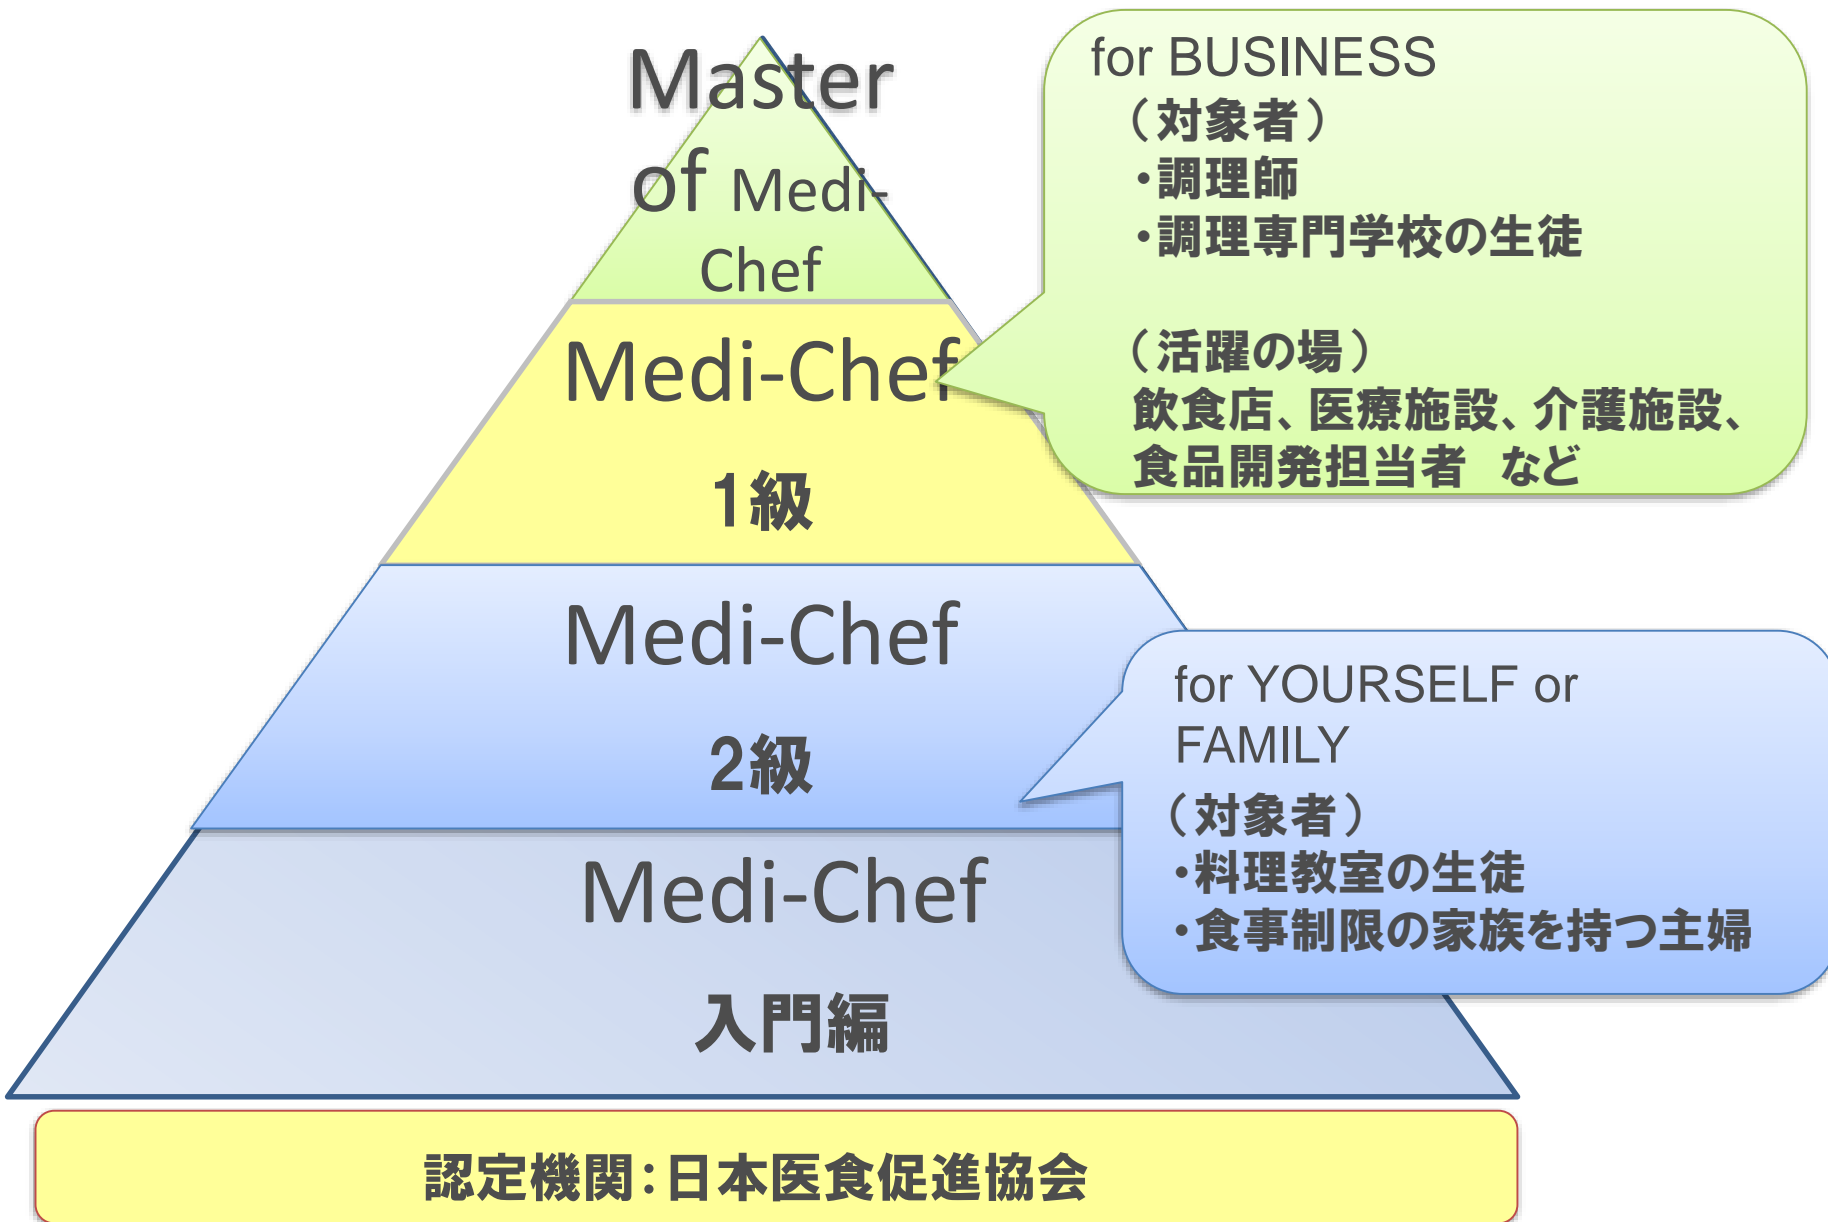 Master
of Medi-
Chef
Medi-Chef
1級
Medi-Chef
2級
Medi-Chef
入門編
for BUSINESS
（対象者）
・調理師
・調理専門学校の生徒
（活躍の場）
飲食店、医療施設、介護施設、
食品開発担当者　など
for YOURSELF or
FAMILY
（対象者）
・料理教室の生徒
・食事制限の家族を持つ主婦
認定機関：日本医食促進協会